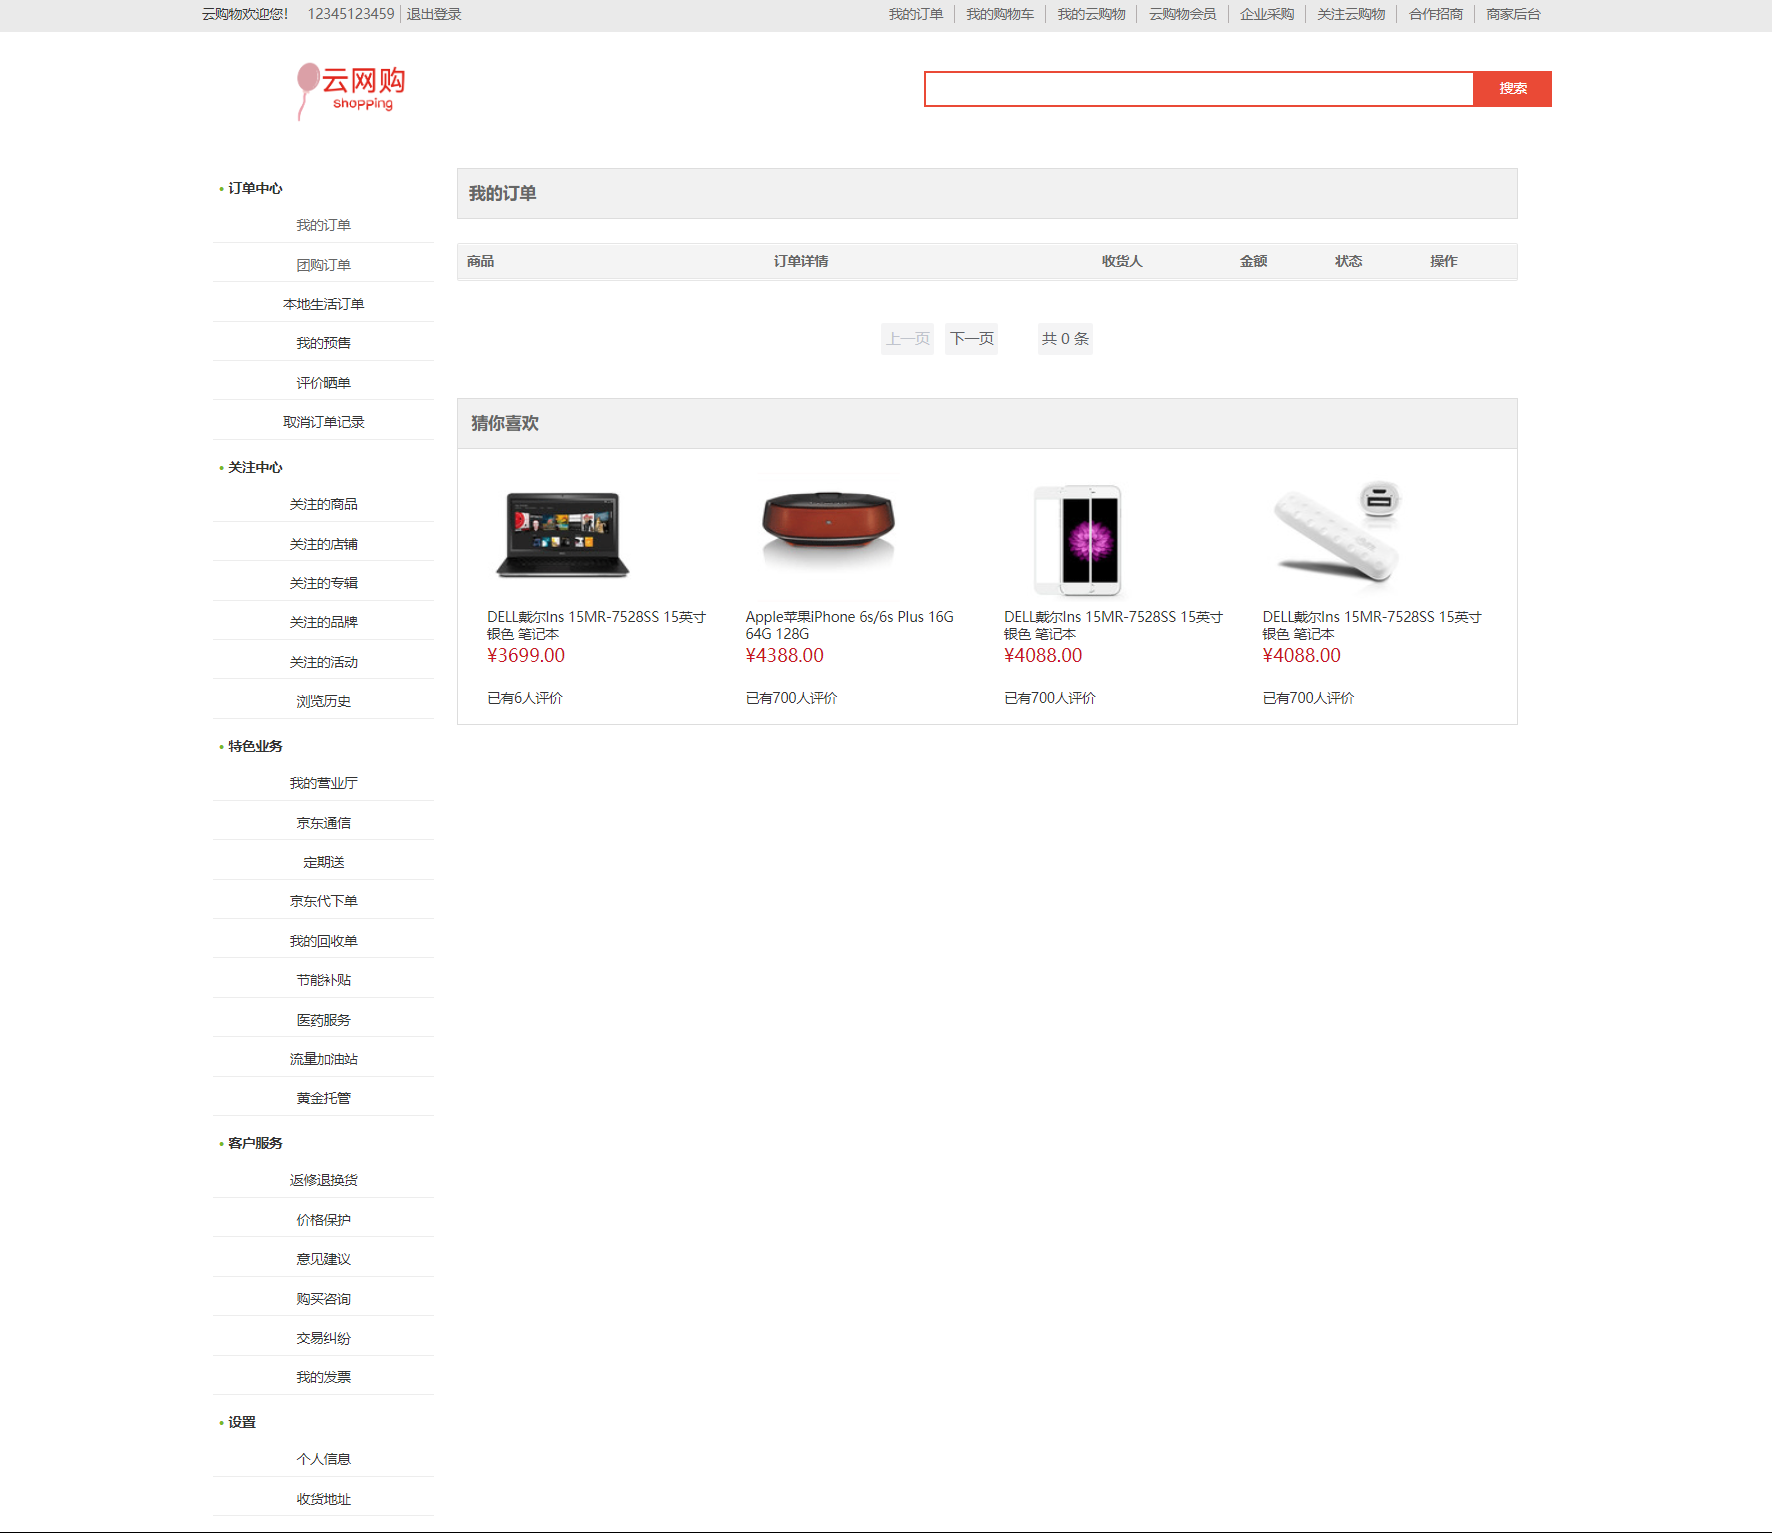 云购物欢迎您! 12345123459 退出登录 我的订单 我的购物车 我的云购物 云购物会员 企业采购 关注云购物 合作招商 商家后台
云网购
shopping
搜索
• 订单中心
我的订单
团购订单
本地生活订单
我的预售
评价晒单
取消订单记录
• 关注中心
关注的商品
关注的店铺
关注的专辑
关注的品牌
关注的活动
浏览历史
• 特色业务
我的营业厅
京东通信
定期送
京东代下单
我的回收单
节能补贴
医药服务
流量加油站
黄金托管
• 客户服务
返修退换货
价格保护
意见建议
购买咨询
交易纠纷
我的发票
• 设置
个人信息
收货地址
我的订单
商品 订单详情 收货人 金额 状态 操作
上一页 下一页 共 0 条
猜你喜欢
DELL戴尔Ins 15MR-7528SS 15英寸
银色 笔记本
¥3699.00
已有6人评价
Apple苹果iPhone 6s/6s Plus 16G
64G 128G
¥4388.00
已有700人评价
DELL戴尔Ins 15MR-7528SS 15英寸
银色 笔记本
¥4088.00
已有700人评价
DELL戴尔Ins 15MR-7528SS 15英寸
银色 笔记本
¥4088.00
已有700人评价